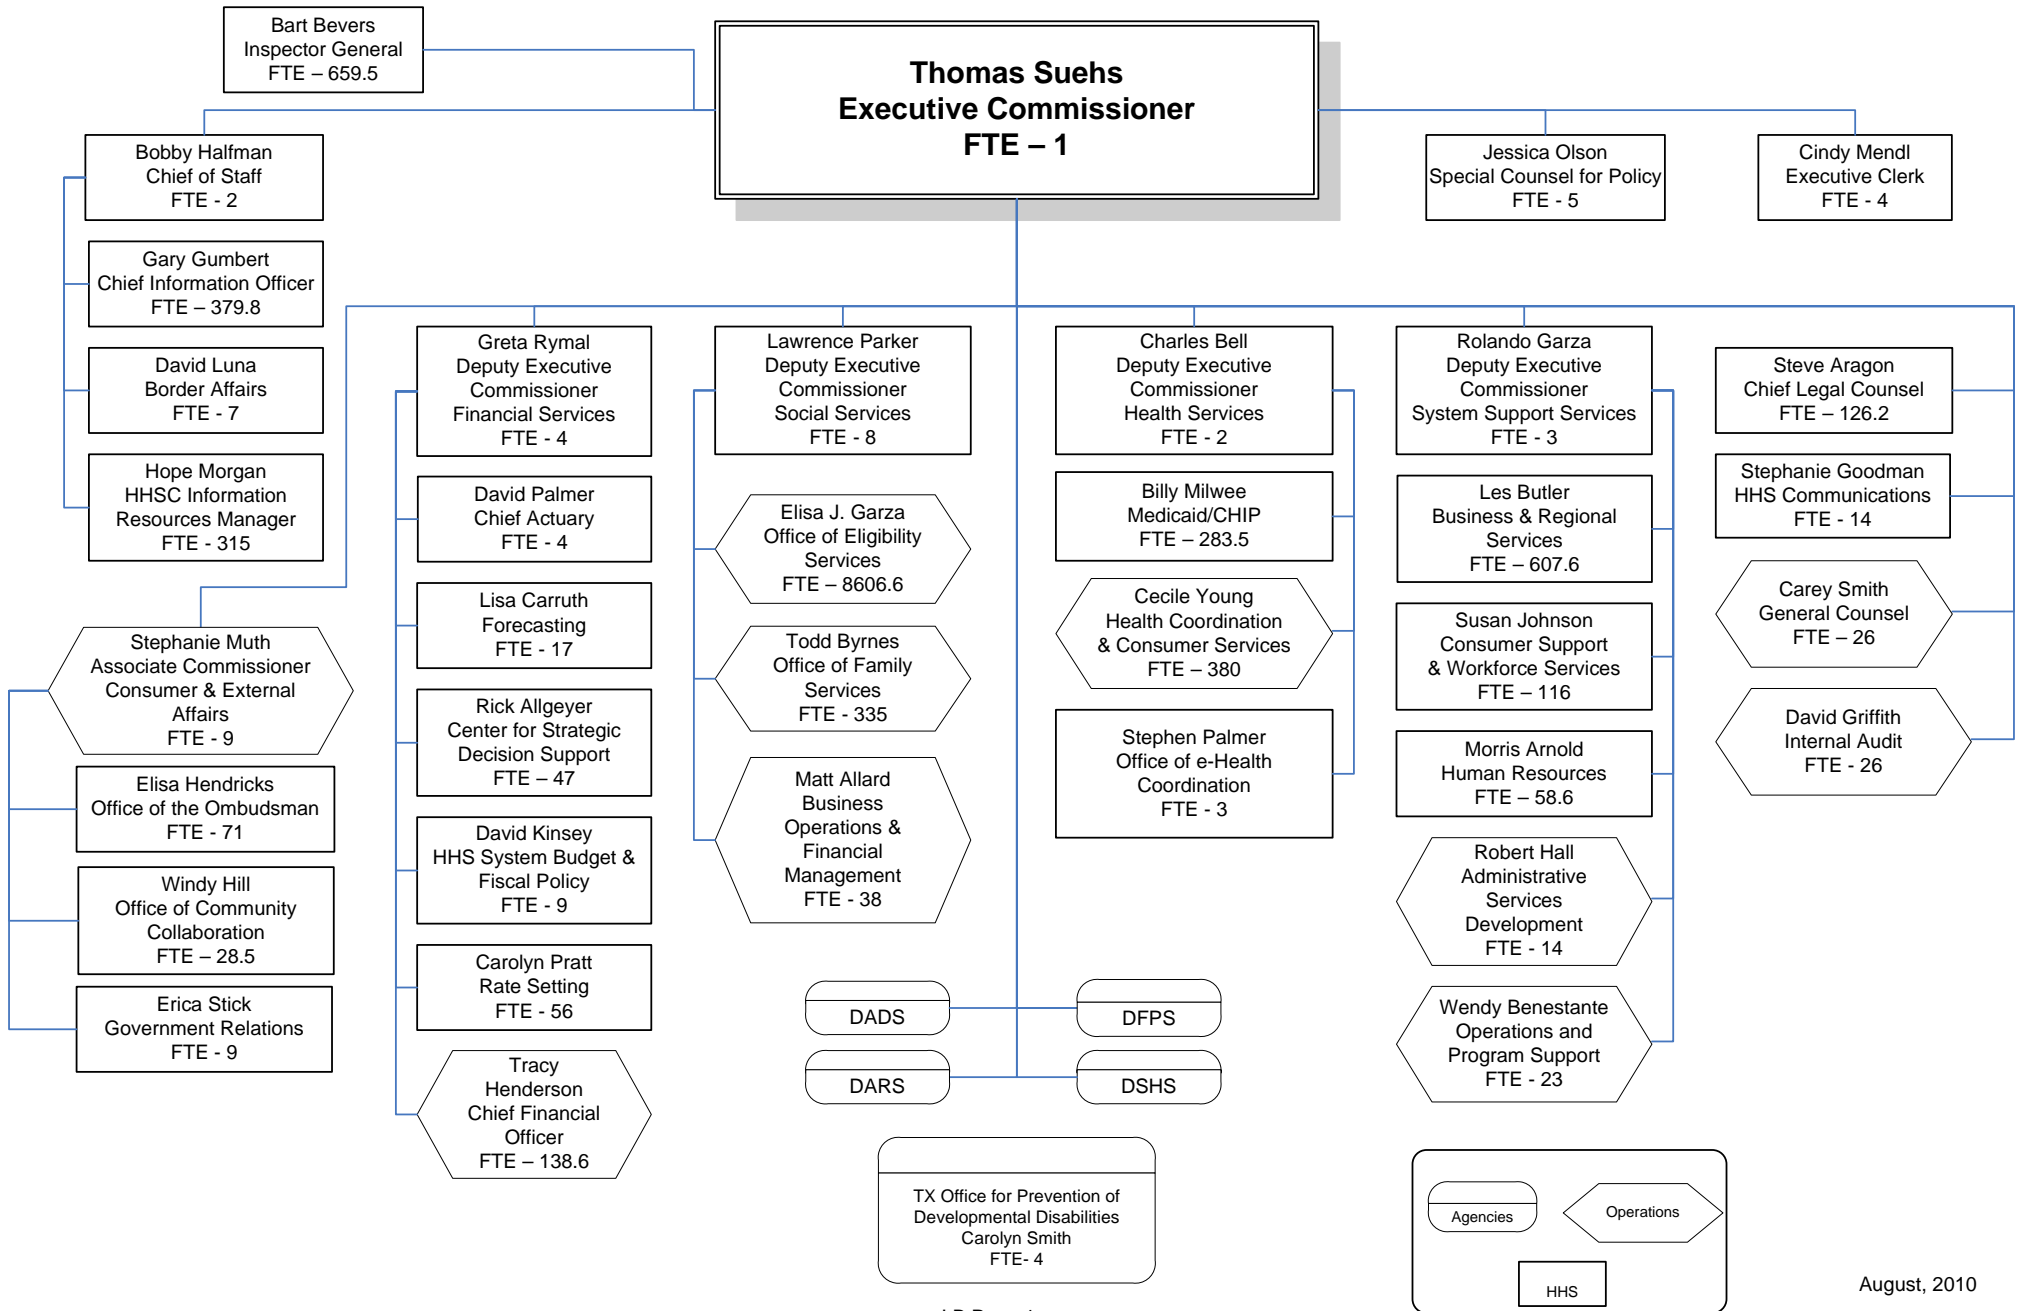 Bart Bevers
Inspector General
FTE – 659.5
Thomas Suehs
Executive Commissioner
FTE – 1
Bobby Halfman
Chief of Staff
FTE - 2
Jessica Olson
Special Counsel for Policy
FTE - 5
Cindy Mendl
Executive Clerk
FTE - 4
Gary Gumbert
Chief Information Officer
FTE – 379.8
David Luna
Border Affairs
FTE - 7
Hope Morgan
HHSC Information
Resources Manager
FTE - 315
Stephanie Muth
Associate Commissioner
Consumer & External
Affairs
FTE - 9
Elisa Hendricks
Office of the Ombudsman
FTE - 71
Windy Hill
Office of Community
Collaboration
FTE – 28.5
Erica Stick
Government Relations
FTE - 9
Greta Rymal
Deputy Executive
Commissioner
Financial Services
FTE - 4
David Palmer
Chief Actuary
FTE - 4
Lisa Carruth
Forecasting
FTE - 17
Rick Allgeyer
Center for Strategic
Decision Support
FTE – 47
David Kinsey
HHS System Budget &
Fiscal Policy
FTE - 9
Carolyn Pratt
Rate Setting
FTE - 56
Tracy
Henderson
Chief Financial
Officer
FTE – 138.6
Lawrence Parker
Deputy Executive
Commissioner
Social Services
FTE - 8
Elisa J. Garza
Office of Eligibility
Services
FTE – 8606.6
Todd Byrnes
Office of Family
Services
FTE - 335
Matt Allard
Business
Operations &
Financial
Management
FTE - 38
Charles Bell
Deputy Executive
Commissioner
Health Services
FTE - 2
Billy Milwee
Medicaid/CHIP
FTE – 283.5
Cecile Young
Health Coordination
& Consumer Services
FTE – 380
Stephen Palmer
Office of e-Health
Coordination
FTE - 3
Rolando Garza
Deputy Executive
Commissioner
System Support Services
FTE - 3
Les Butler
Business & Regional
Services
FTE – 607.6
Susan Johnson
Consumer Support
& Workforce Services
FTE – 116
Morris Arnold
Human Resources
FTE – 58.6
Robert Hall
Administrative
Services
Development
FTE - 14
Wendy Benestante
Operations and
Program Support
FTE - 23
Steve Aragon
Chief Legal Counsel
FTE – 126.2
Stephanie Goodman
HHS Communications
FTE - 14
Carey Smith
General Counsel
FTE – 26
David Griffith
Internal Audit
FTE - 26
DADS
DFPS
DARS
DSHS
TX Office for Prevention of
Developmental Disabilities
Carolyn Smith
FTE- 4
Agencies
Operations
HHS
August, 2010